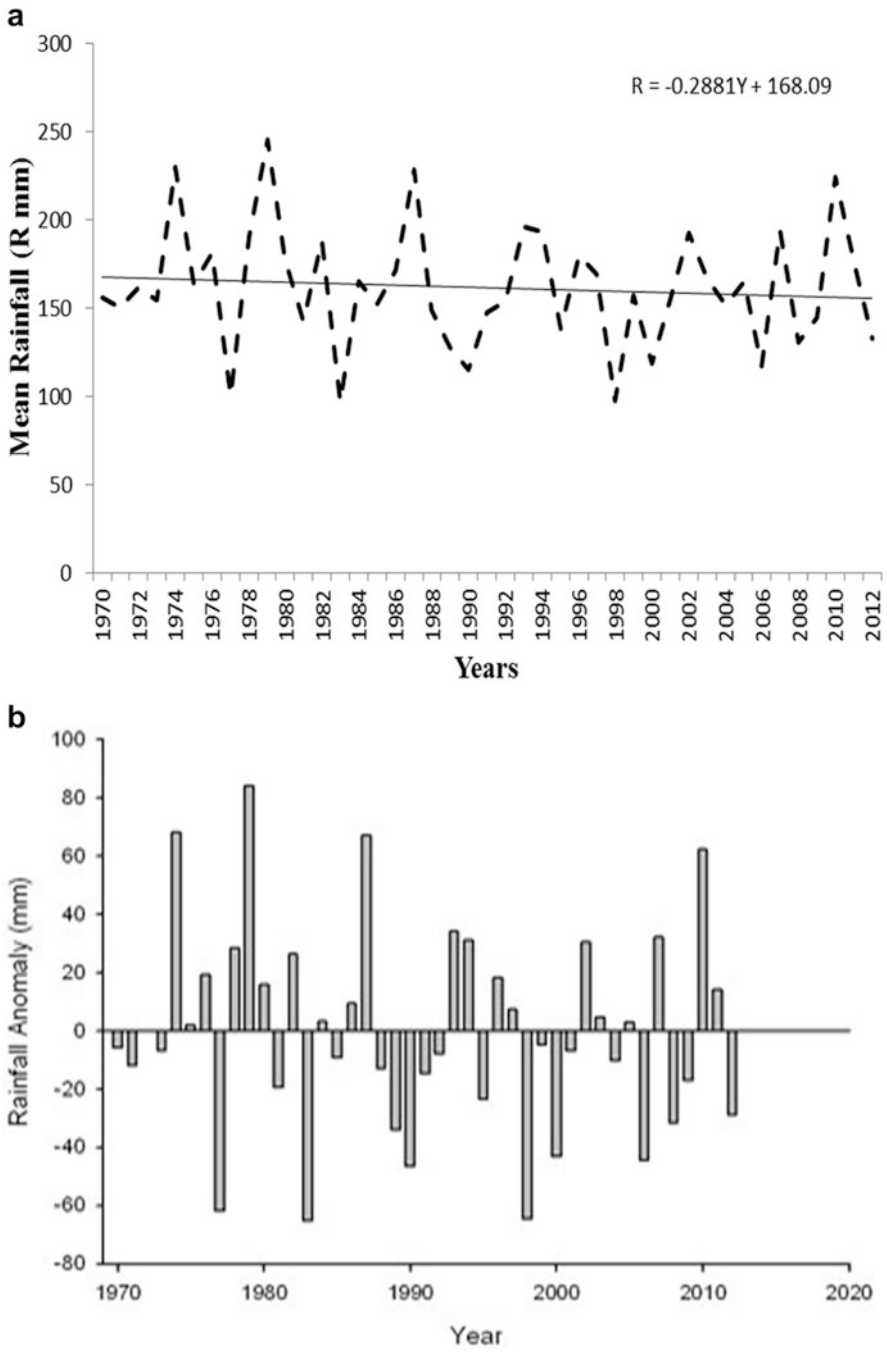 a
300
R = -0.2881Y + 168.09
250
200
150
100
50
0
Mean Rainfall (R mm)
1970 1972 1974 1976 1978 1980 1982 1984 1986 1988 1990 1992 1994 1996 1998 2000 2002 2004 2006 2008 2010 2012
Years
b
100
80
60
40
20
0
-20
-40
-60
-80
Rainfall Anomaly (mm)
1970 1980 1990 2000 2010 2020
Year